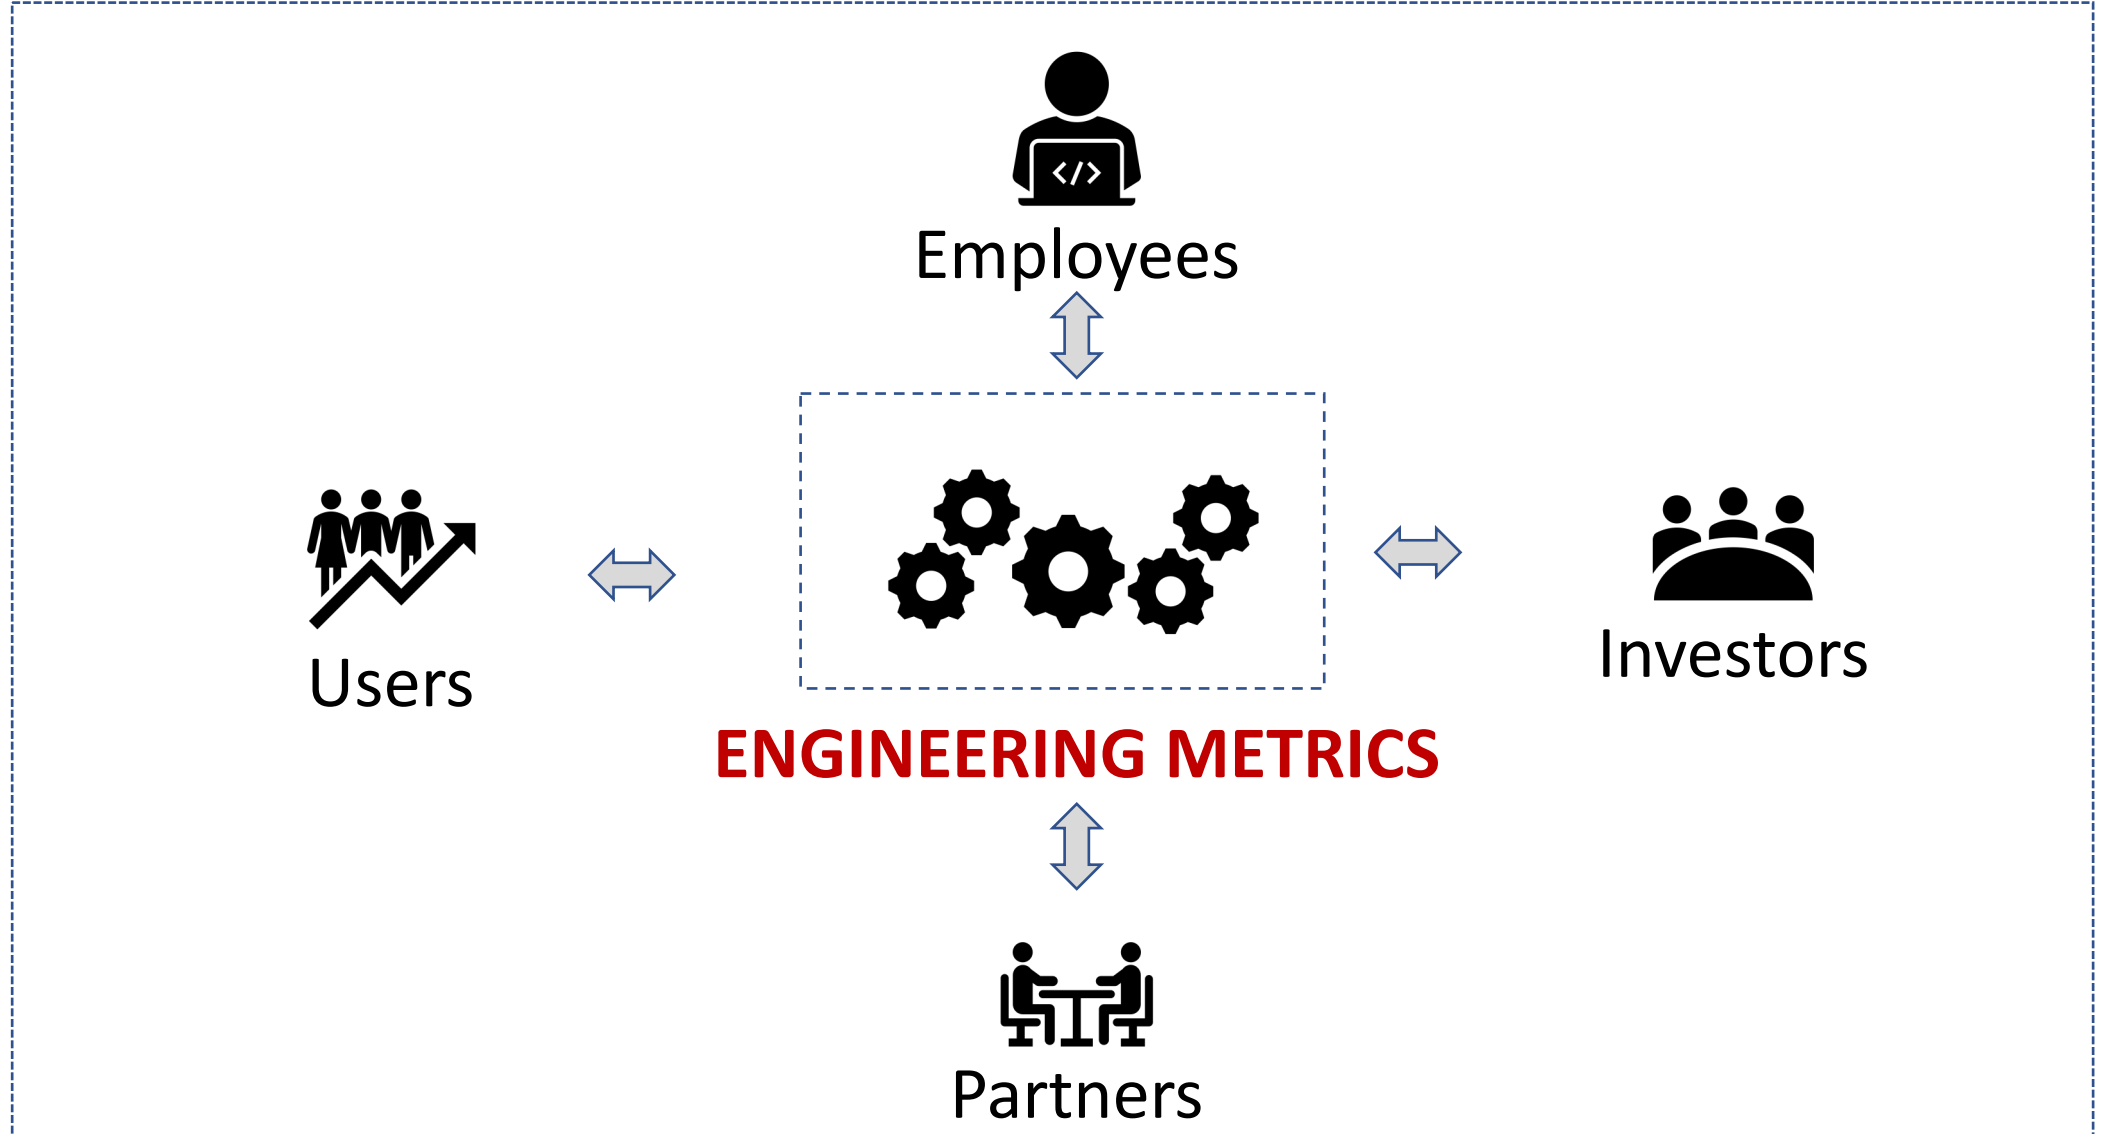 </>
Employees
Users
Investors
ENGINEERING METRICS
Partners